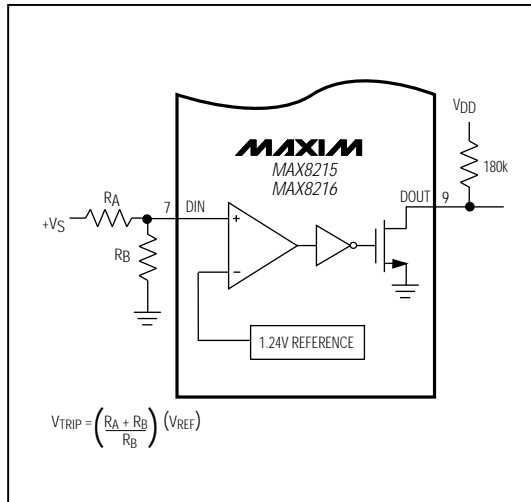 VDD
MAXIM
MAX8215
MAX8216
180k
RA
7
DIN
DOUT
9
+VS
+
RB
–
1.24V REFERENCE
VTRIP = (RA + RB / RB) (VREF)